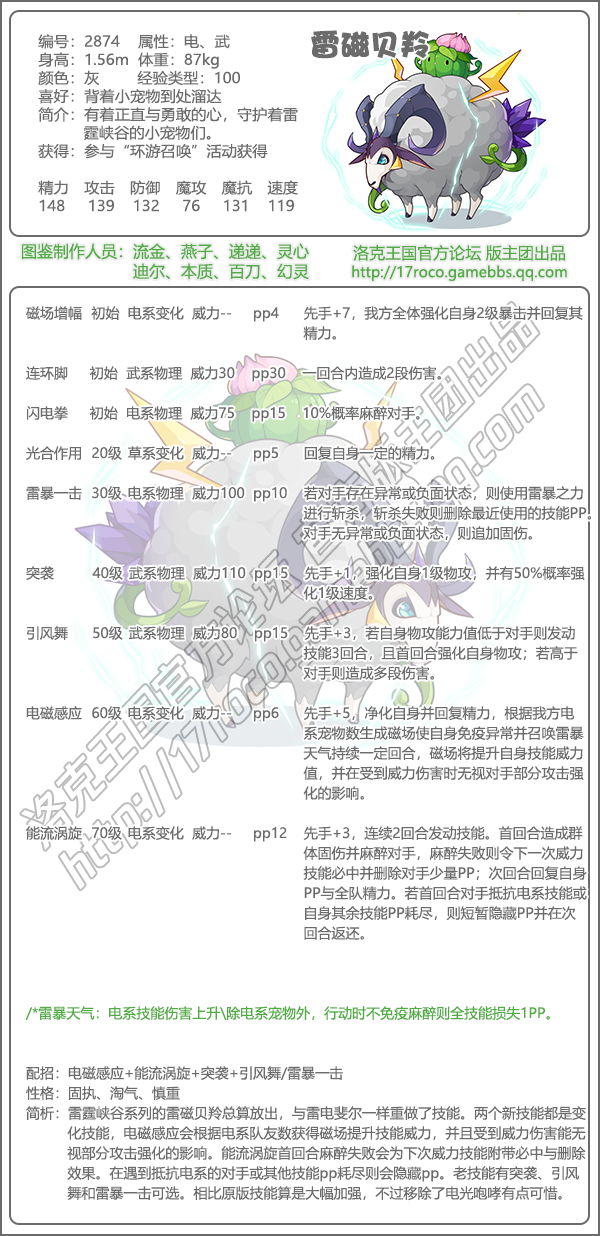 雷磁贝羚
编号：2874 属性：电、武
身高：1.56m 体重：87kg
颜色：灰 经验类型：100
喜好：背着小宠物到处溜达
简介：有着正直与勇敢的心，守护着雷
霆峡谷的小宠物们。
获得：参与“环游召唤”活动获得
精力 攻击 防御 魔攻 魔抗 速度
148 139 132 76 131 119
图鉴制作人员：流金、燕子、递递、灵心
迪尔、本质、百刀、幻灵
洛克王国官方论坛 版主团出品
http://17roco.gamebbs.qq.com
磁场增幅 初始 电系变化 威力-- pp4 先手+7，我方全体强化自身2级暴击并回复其
精力。
连环脚 初始 武系物理 威力30 pp30 一回合内造成2段伤害。
闪电拳 初始 电系物理 威力75 pp15 10%概率麻醉对手。
光合作用 20级 草系变化 威力-- pp5 回复自身一定的精力。
雷暴一击 30级 电系物理 威力100 pp10 若对手存在异常或负面状态，则使用雷暴之力
进行斩杀，斩杀失败则删除最近使用的技能PP。
对手无异常或负面状态，则追加固伤。
突袭 40级 武系物理 威力110 pp15 先手+1，强化自身1级物攻，并有50%概率强
化1级速度。
引风舞 50级 武系物理 威力80 pp15 先手+3，若自身物攻能力值低于对手则发动
技能3回合，且首回合强化自身物攻；若高于
对手则造成多段伤害。
电磁感应 60级 电系变化 威力-- pp6 先手+5，净化自身并回复精力，根据我方电
系宠物数生成磁场使自身免疫异常并召唤雷暴
天气持续一定回合，磁场将提升自身技能威力
值，并在受到威力伤害时无视对手部分攻击强
化的影响。
能流涡旋 70级 电系变化 威力-- pp12 先手+3，连续2回合发动技能。首回合造成群
体固伤并麻醉对手，麻醉失败则令下一次威力
技能必中并删除对手少量PP；次回合回复自身
PP与全队精力。若首回合对手抵抗电系技能或
自身其余技能PP耗尽，则短暂隐藏PP并在次
回合返还。
洛克王国官方论坛 版主团出品
http://17roco.gamebbs.qq.com
/*雷暴天气：电系技能伤害上升\除电系宠物外，行动时不免疫麻醉则全技能损失1PP。
配招：电磁感应+能流涡旋+突袭+引风舞/雷暴一击
性格：固执、淘气、慎重
简析：雷霆峡谷系列的雷磁贝羚总算放出，与雷电斐尔一样重做了技能。两个新技能都是变
化技能，电磁感应会根据电系队友数获得磁场提升技能威力，并且受到威力伤害能无
视部分攻击强化的影响。能流涡旋首回合麻醉失败会为下次威力技能附带必中与删除
效果。在遇到抵抗电系的对手或其他技能pp耗尽则会隐藏pp。老技能有突袭、引风
舞和雷暴一击可选。相比原版技能算是大幅加强，不过移除了电光咆哮有点可惜。